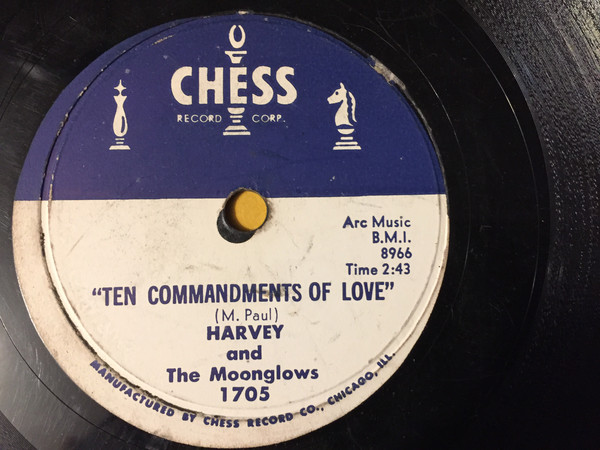 CHESS
RECORD CORP.
Arc Music
B.M.I.
8966
Time 2:43
"TEN COMMANDMENTS OF LOVE"
(M. Paul)
HARVEY
and
The Moonglows
1705
MANUFACTURED BY CHESS RECORD CO., CHICAGO, ILL.